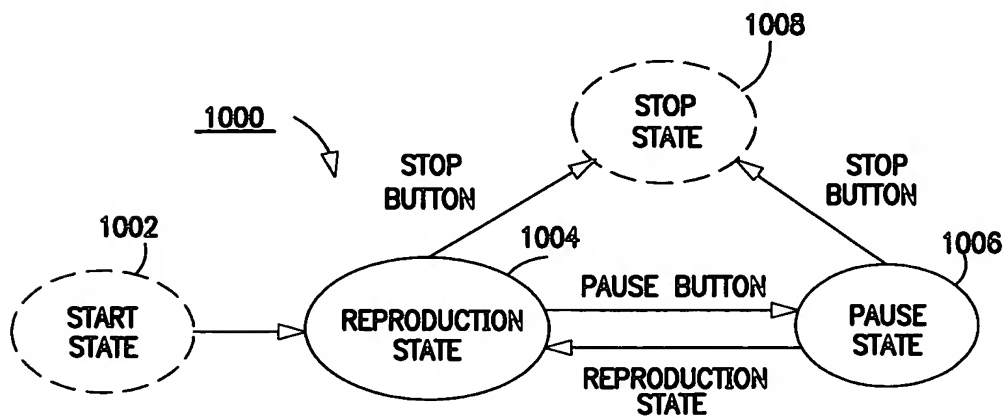 1008
STOP
STATE
1000
STOP
BUTTON
STOP
BUTTON
1002
1004
1006
START
STATE
REPRODUCTION
STATE
PAUSE BUTTON
PAUSE
STATE
REPRODUCTION
STATE